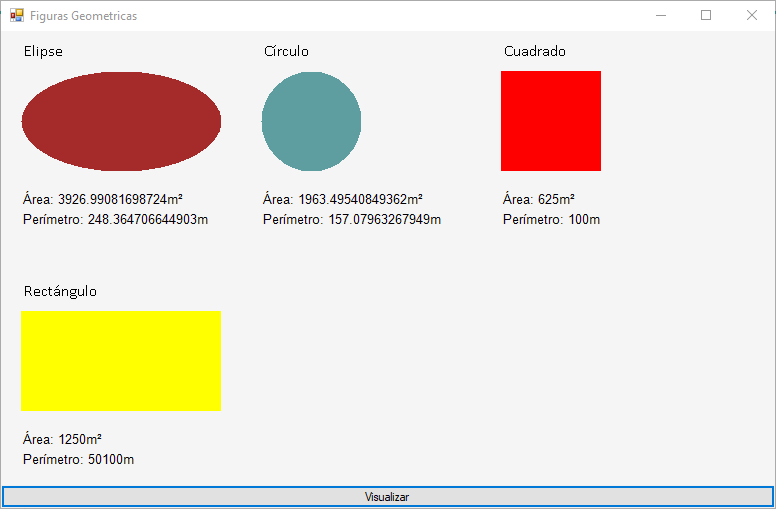 Figuras Geometricas
Elipse
Círculo
Cuadrado
Área: 3926.99081698724m²
Área: 1963.49540849362m²
Área: 625m²
Perímetro: 248.364706644903m
Perímetro: 157.07963267949m
Perímetro: 100m
Rectángulo
Área: 1250m²
Perímetro: 50100m
Visualizar